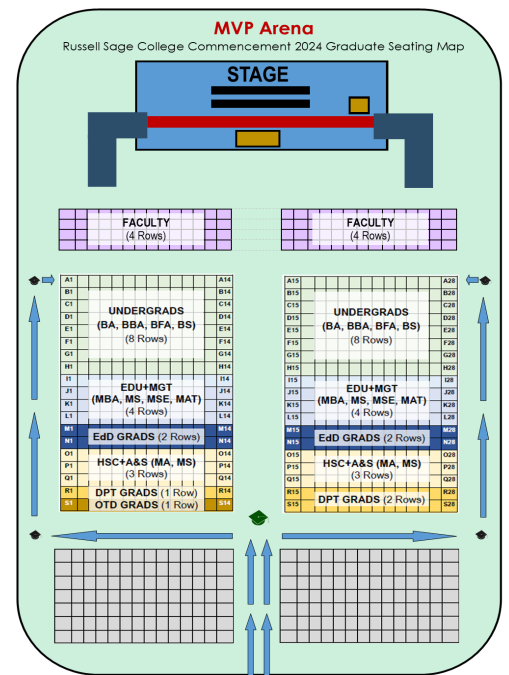 MVP Arena
Russell Sage College Commencement 2024 Graduate Seating Map
STAGE
FACULTY
(4 Rows)
FACULTY
(4 Rows)
A1
B1
C1
D1
E1
F1
G1
H1
I1
J1
K1
L1
M1
N1
O1
P1
Q1
R1
S1
UNDERGRADS
(BA, BBA, BFA, BS)
(8 Rows)
EDU+MGT
(MBA, MS, MSE, MAT)
(4 Rows)
EdD GRADS (2 Rows)
HSC+A&S (MA, MS)
(3 Rows)
DPT GRADS (1 Row)
OTD GRADS (1 Row)
A14
B14
C14
D14
E14
F14
G14
H14
I14
J14
K14
L14
M14
N14
O14
P14
Q14
R14
S14
A15
B15
C15
D15
E15
F15
G15
H15
I15
J15
K15
L15
M15
N15
O15
P15
Q15
R15
S15
UNDERGRADS
(BA, BBA, BFA, BS)
(8 Rows)
EDU+MGT
(MBA, MS, MSE, MAT)
(4 Rows)
EdD GRADS (2 Rows)
HSC+A&S (MA, MS)
(3 Rows)
DPT GRADS (2 Rows)
A28
B28
C28
D28
E28
F28
G28
H28
I28
J28
K28
L28
M28
N28
O28
P28
Q28
R28
S28